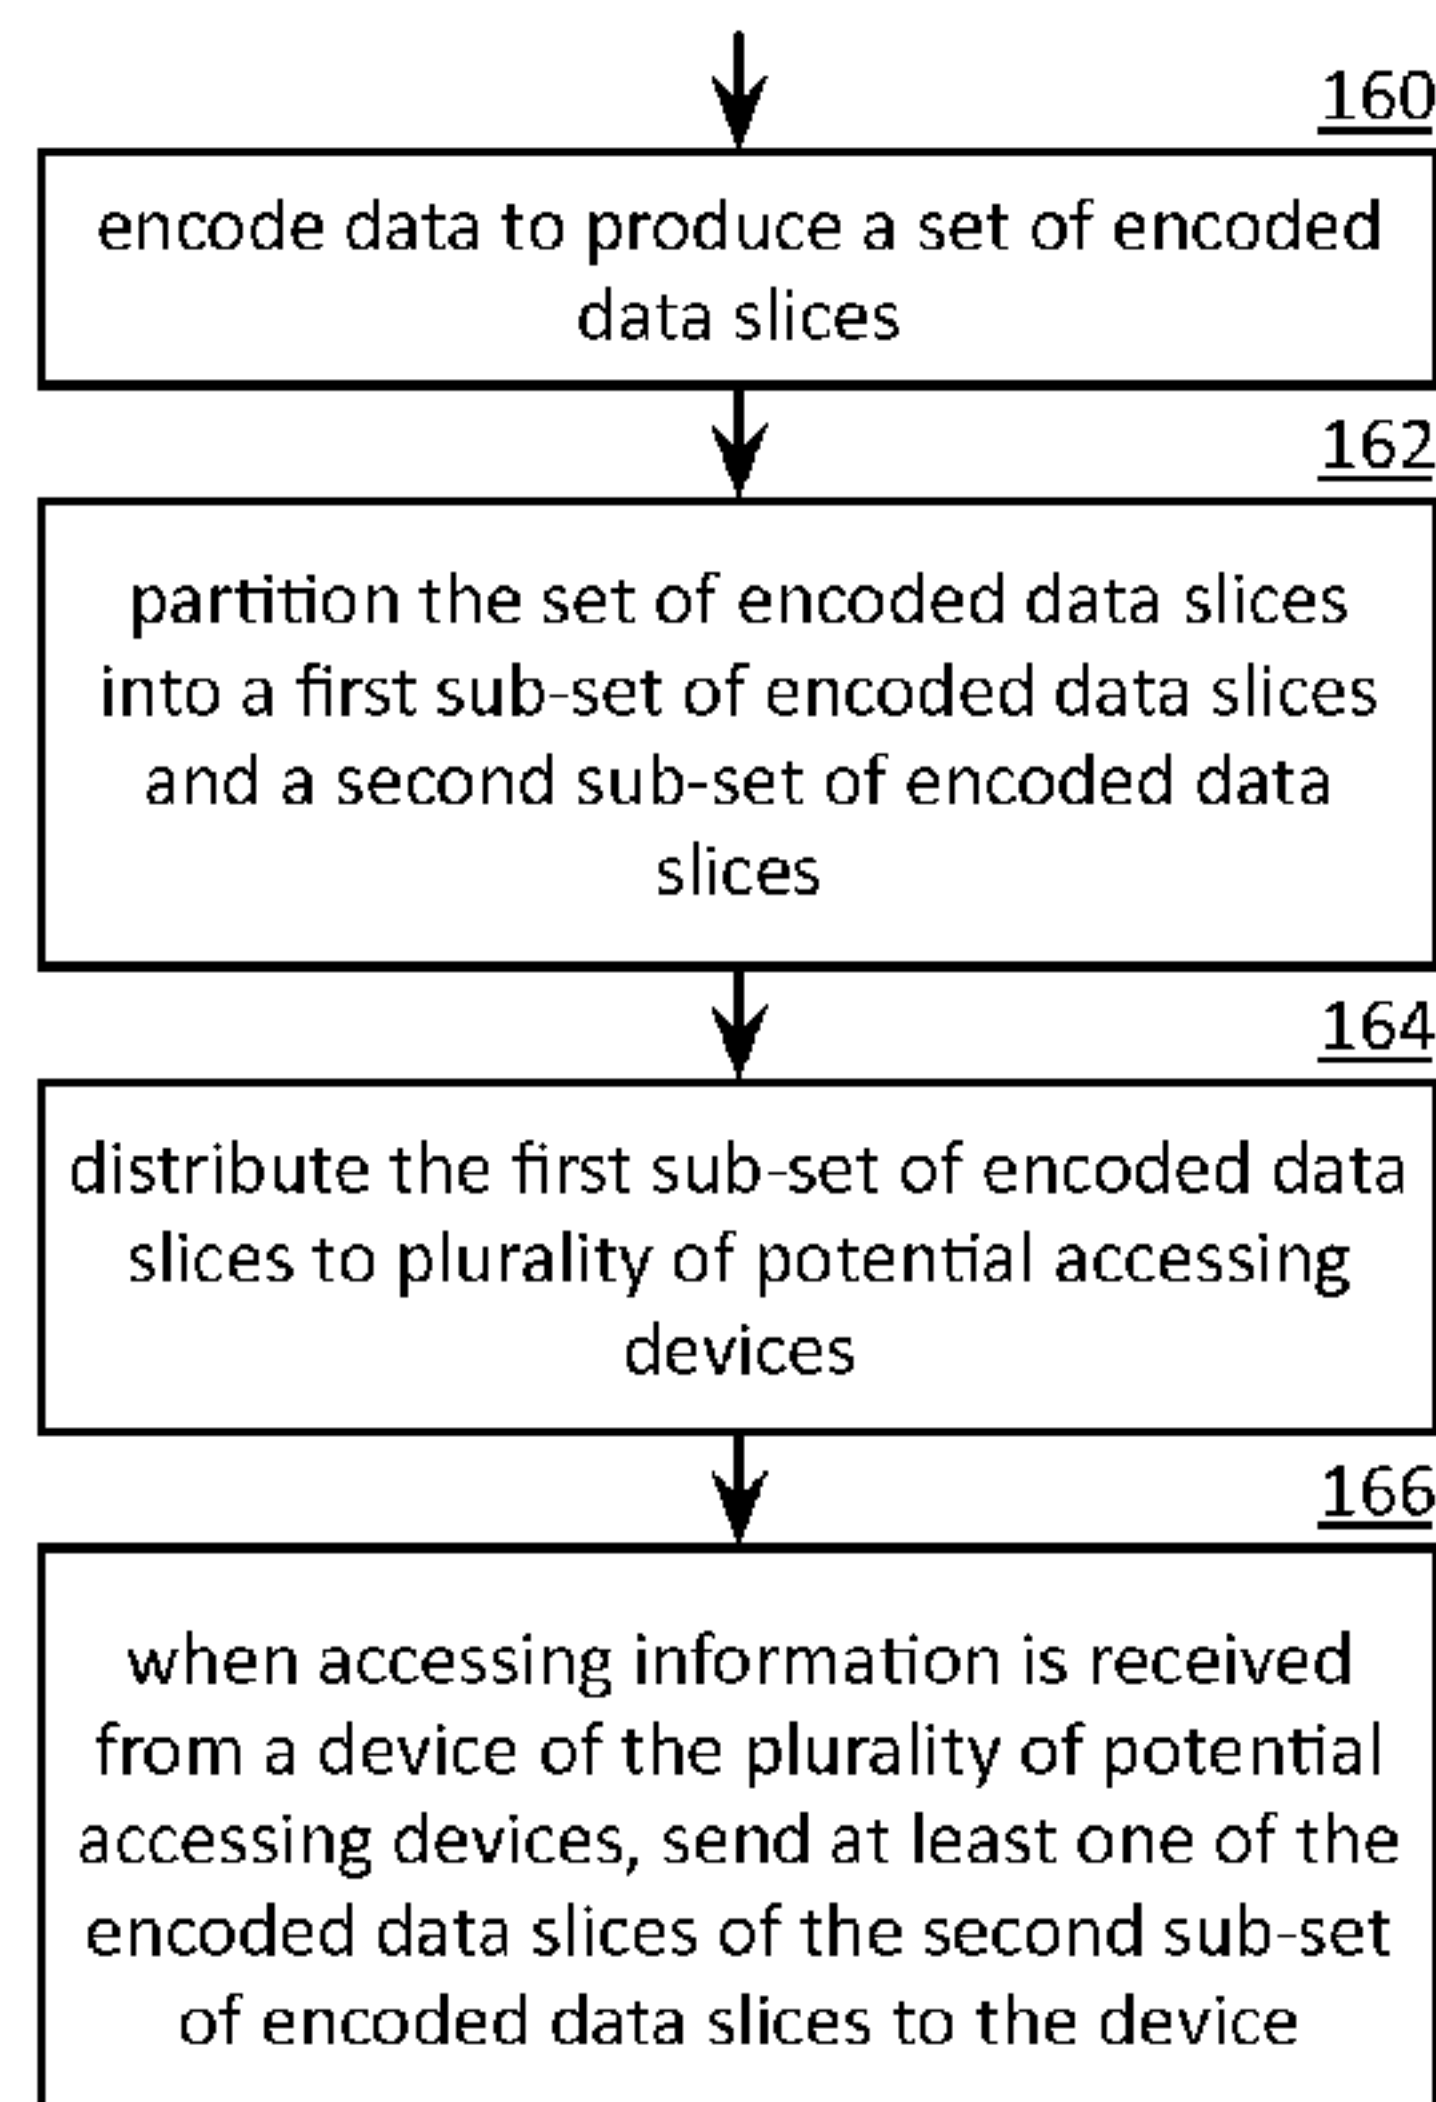 160
encode data to produce a set of encoded
data slices
162
partition the set of encoded data slices
into a first sub-set of encoded data slices
and a second sub-set of encoded data
slices
164
distribute the first sub-set of encoded data
slices to plurality of potential accessing
devices
166
when accessing information is received
from a device of the plurality of potential
accessing devices, send at least one of the
encoded data slices of the second sub-set
of encoded data slices to the device